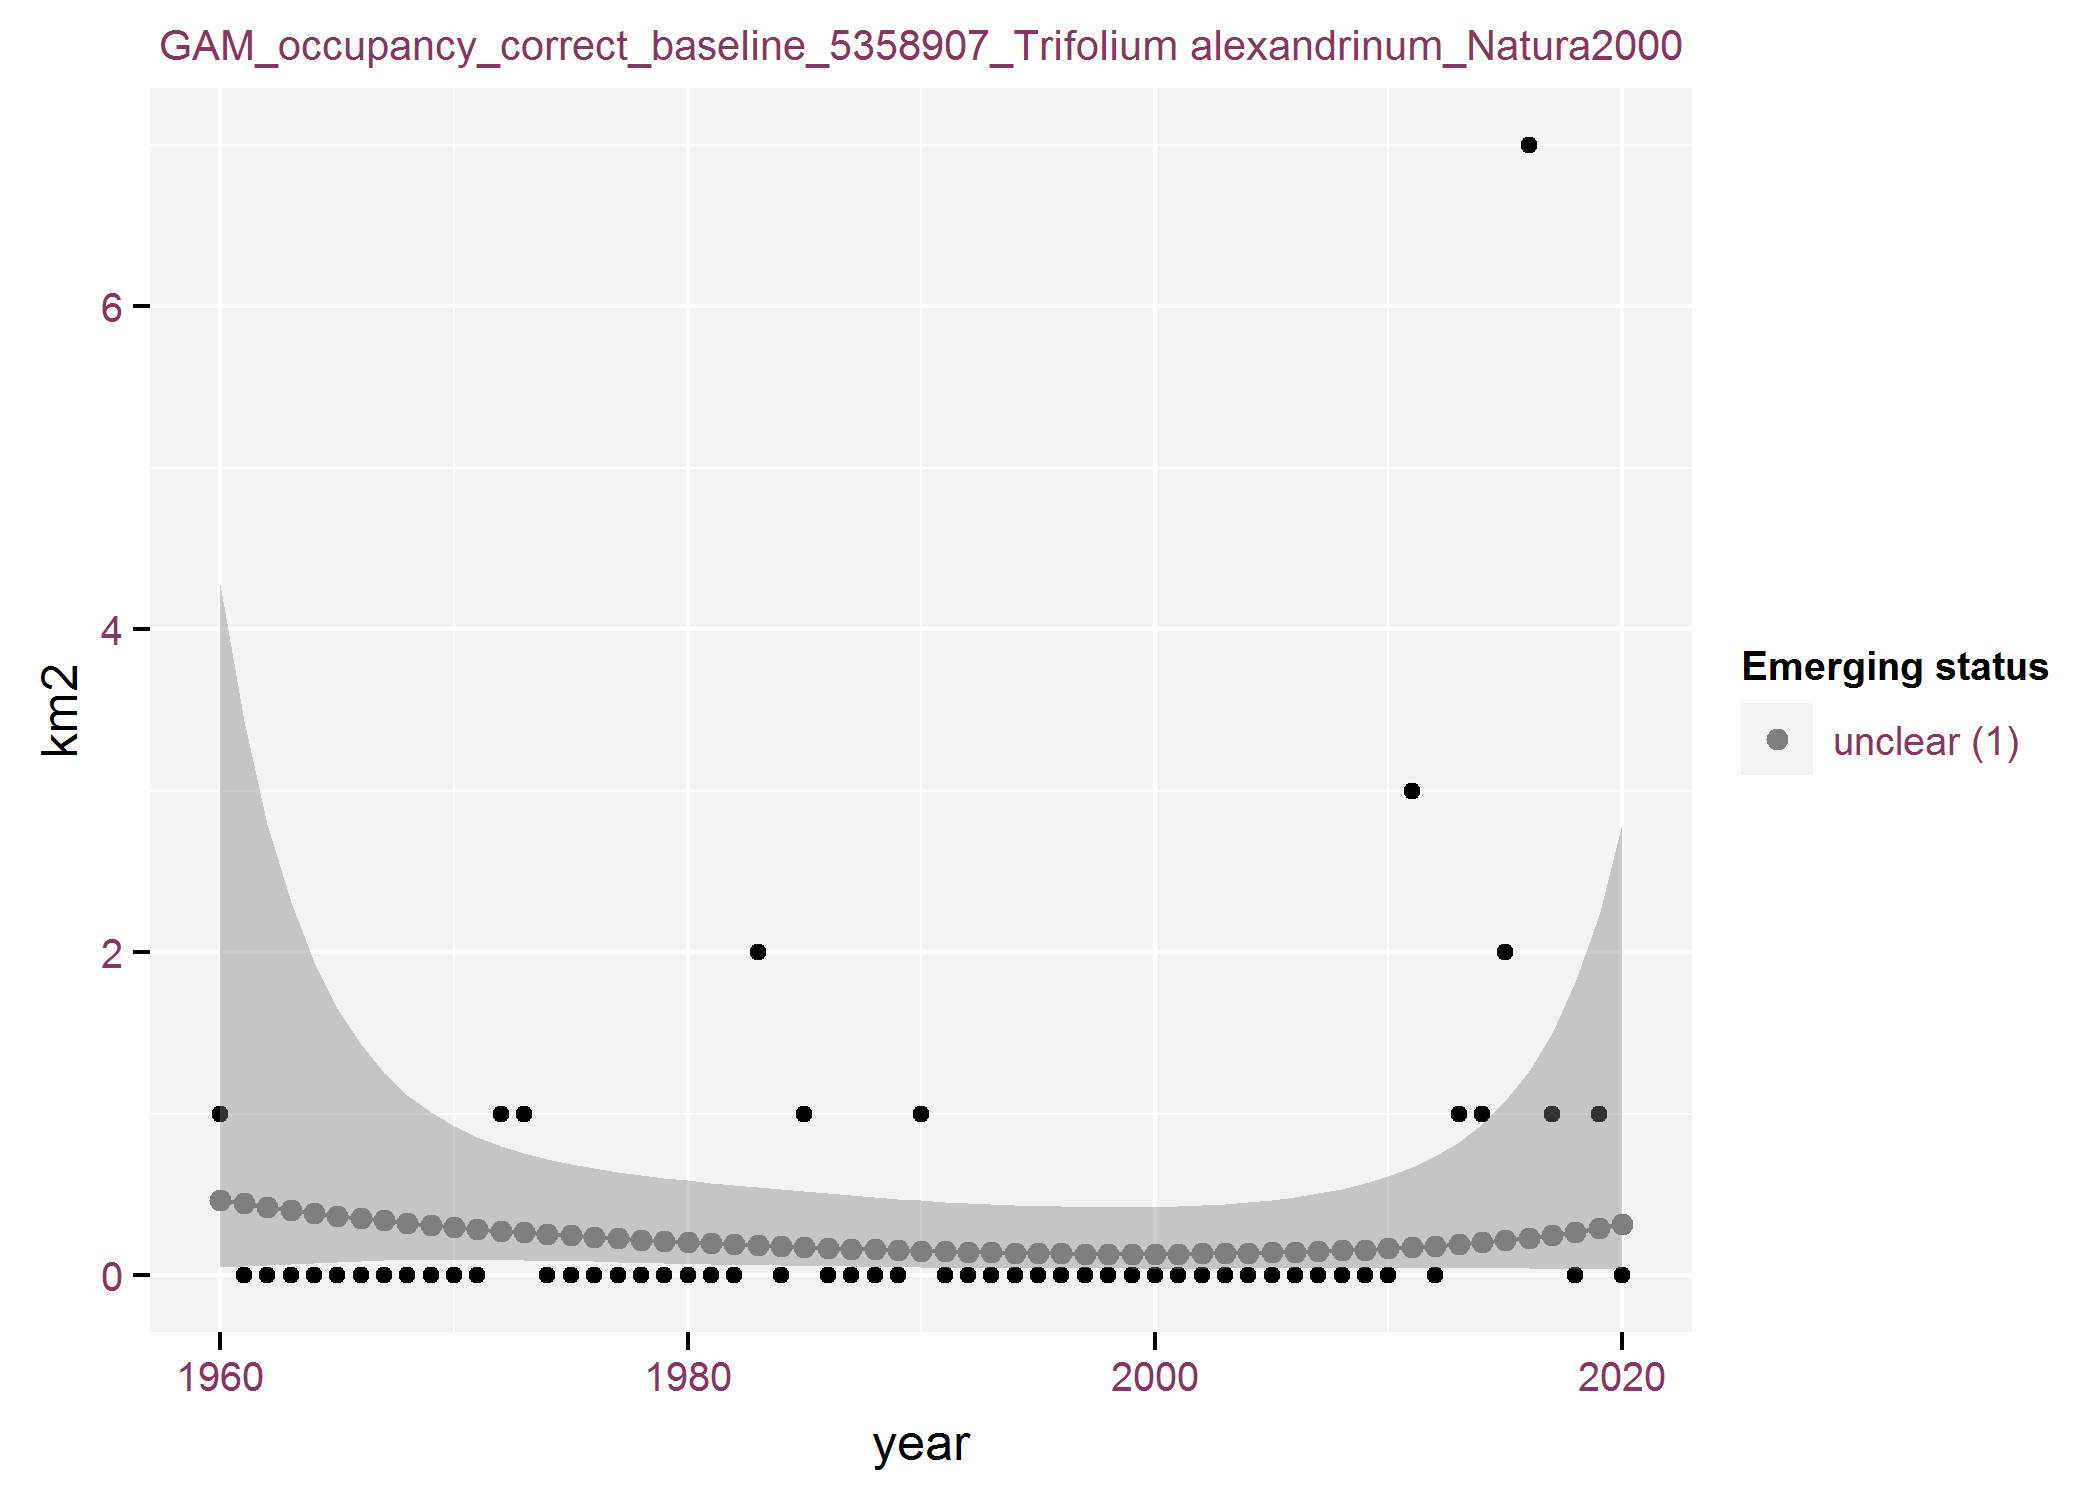 GAM_occupancy_correct_baseline_5358907_Trifolium alexandrinum_Natura2000
6
4
2
0
km2
1960
1980
2000
2020
year
Emerging status
unclear (1)